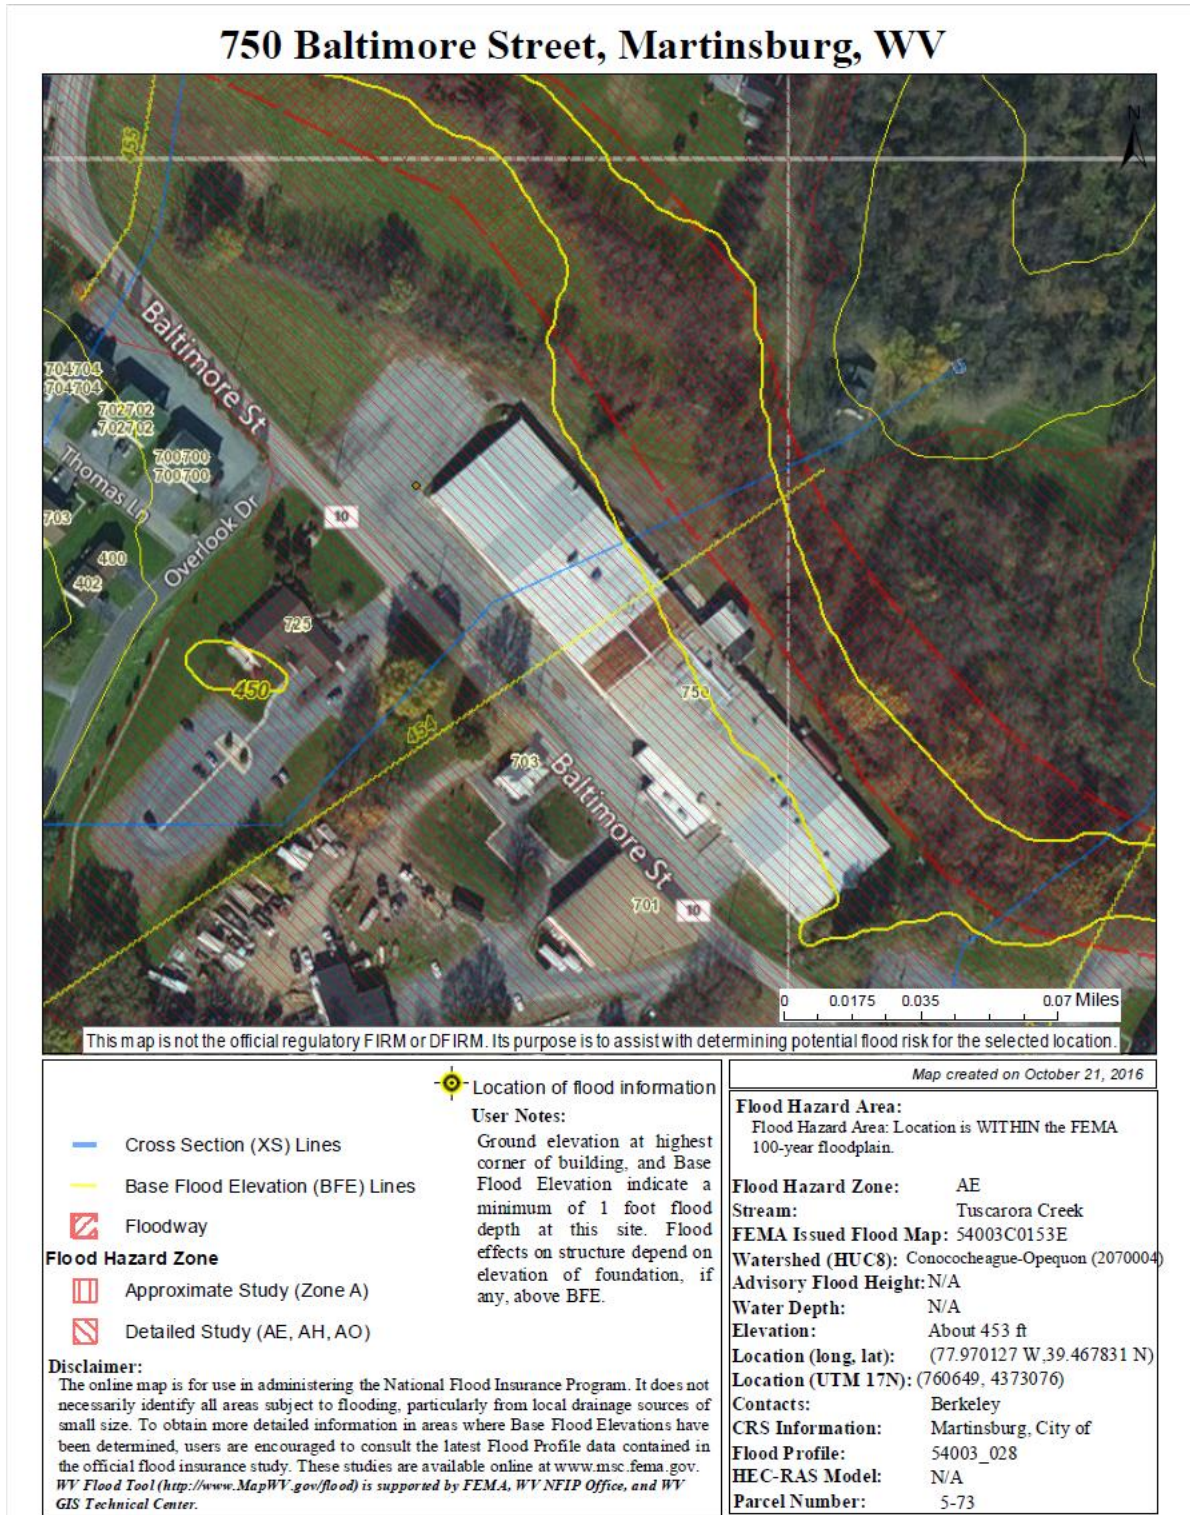 750 Baltimore Street, Martinsburg, WV
N
455
Baltimore St
704704
704704
702702
702702
700700
700700
Thomas Ln
703
10
Overlook Dr
400
402
725
450
454
750
703
Baltimore St
701
10
0 0.0175 0.035 0.07 Miles
This map is not the official regulatory FIRM or DFIRM. Its purpose is to assist with determining potential flood risk for the selected location.
Cross Section (XS) Lines
Base Flood Elevation (BFE) Lines
Floodway
Flood Hazard Zone
Approximate Study (Zone A)
Detailed Study (AE, AH, AO)
Location of flood information
User Notes:
Ground elevation at highest
corner of building, and Base
Flood Elevation indicate a
minimum of 1 foot flood
depth at this site. Flood
effects on structure depend on
elevation of foundation, if
any, above BFE.
Disclaimer:
The online map is for use in administering the National Flood Insurance Program. It does not
necessarily identify all areas subject to flooding, particularly from local drainage sources of
small size. To obtain more detailed information in areas where Base Flood Elevations have
been determined, users are encouraged to consult the latest Flood Profile data contained in
the official flood insurance study. These studies are available online at www.msc.fema.gov.
WV Flood Tool (http://www.MapWV.gov/flood) is supported by FEMA, WV NFIP Office, and WV
GIS Technical Center.
Map created on October 21, 2016
Flood Hazard Area:
Flood Hazard Area: Location is WITHIN the FEMA
100-year floodplain.
Flood Hazard Zone: AE
Stream: Tuscarora Creek
FEMA Issued Flood Map: 54003C0153E
Watershed (HUC8): Conococheague-Opequon (2070004)
Advisory Flood Height: N/A
Water Depth: N/A
Elevation: About 453 ft
Location (long, lat): (77.970127 W,39.467831 N)
Location (UTM 17N): (760649, 4373076)
Contacts: Berkeley
CRS Information: Martinsburg, City of
Flood Profile: 54003_028
HEC-RAS Model: N/A
Parcel Number: 5-73